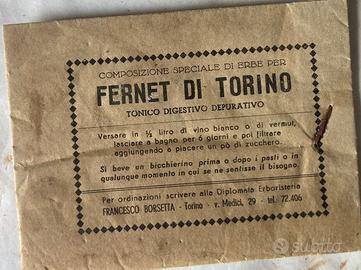 COMPOSIZIONE SPECIALE DI ERBE PER
FERNET DI TORINO
TONICO DIGESTIVO DEPURATIVO
Versare in ½ litro di vino bianco o di vermut,
lasciare a bagno per 6 giorni e poi filtrare
aggiungendo a piacere un pò di zucchero.
Si beve un bicchierino prima o dopo i pasti o in
qualunque momento in cui se ne sentisse il bisogno.
Per ordinazioni scrivere alla Diplomata Erboristeria
FRANCESCO BORSETTA - Torino - v. Medici, 29 - tel. 72.406
subito